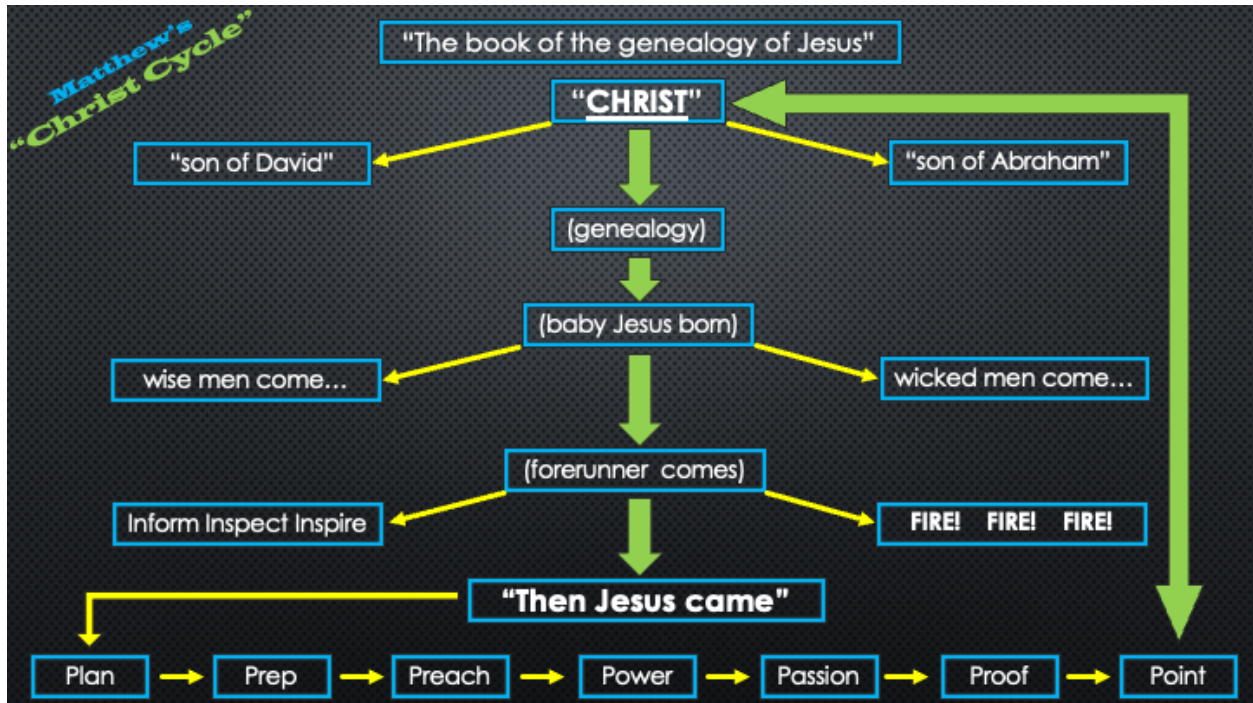 Matthew's
“Christ Cycle”
“The book of the genealogy of Jesus”
“CHRIST”
“son of David”
“son of Abraham”
(genealogy)
(baby Jesus born)
wise men come...
wicked men come...
(forerunner comes)
Inform Inspect Inspire
FIRE! FIRE! FIRE!
“Then Jesus came”
Plan
Prep
Preach
Power
Passion
Proof
Point